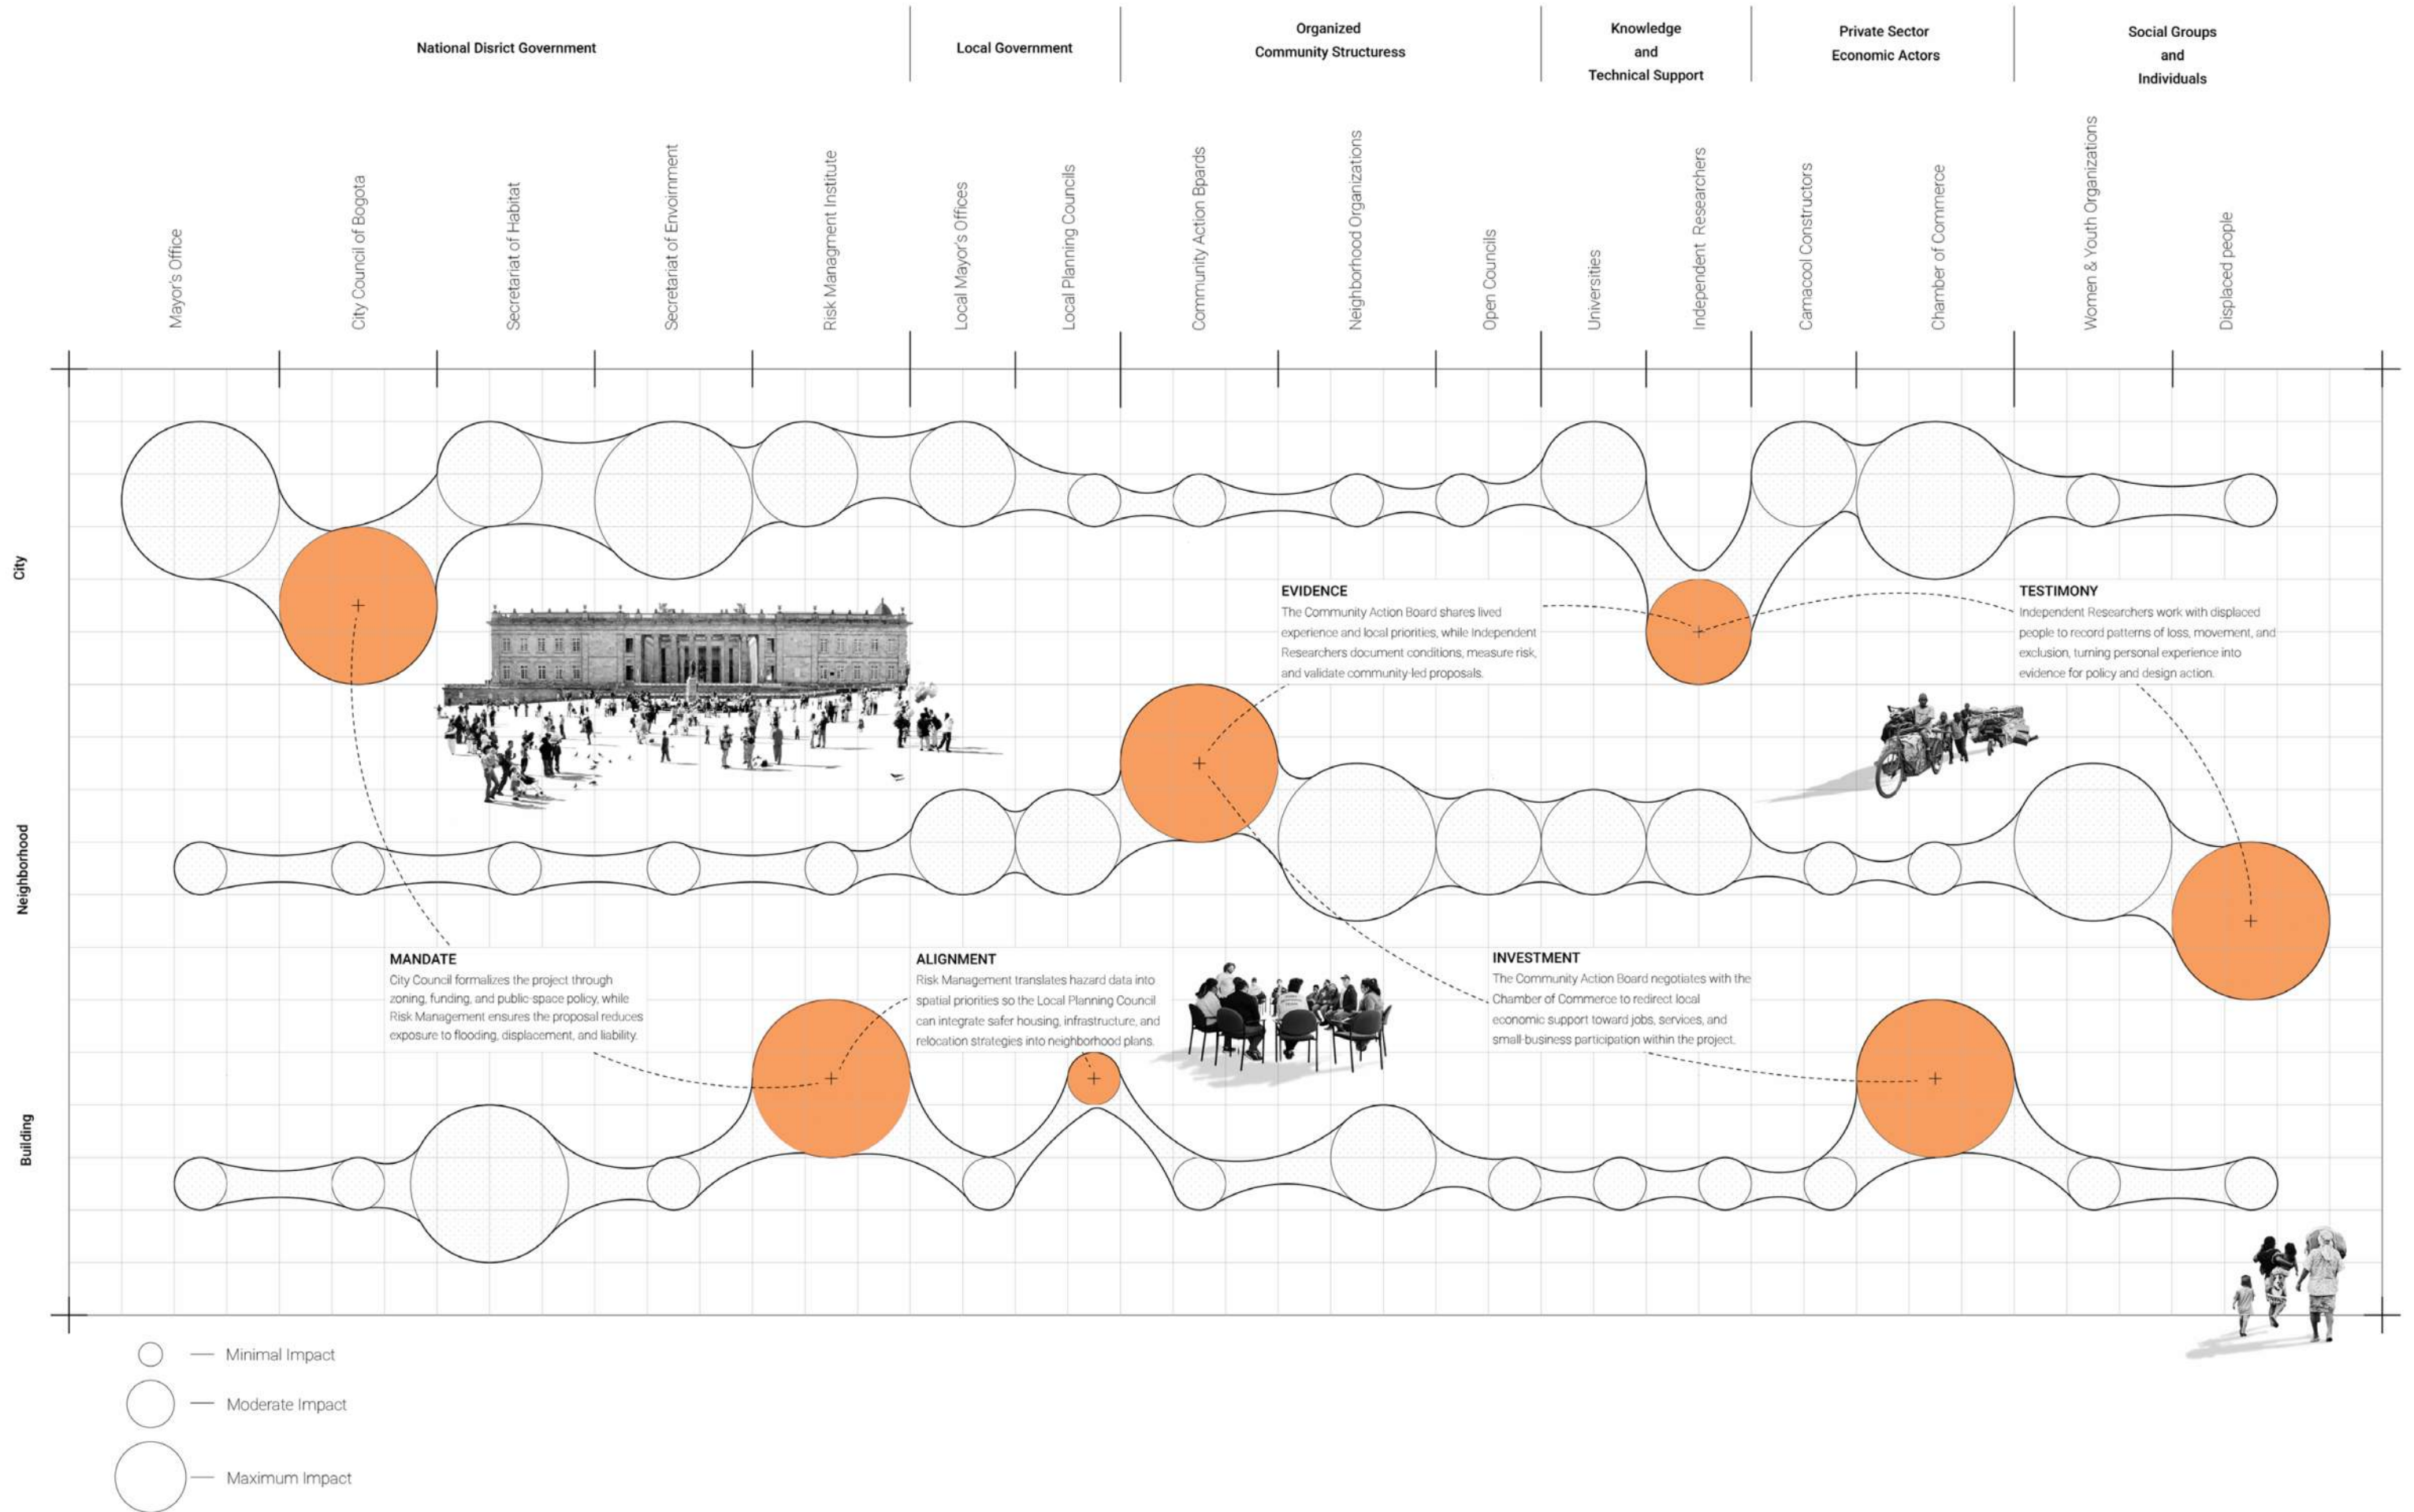 National Disrict Government
Local Government
Organized
Community Structuress
Knowledge
and
Technical Support
Private Sector
Economic Actors
Social Groups
and
Individuals
Mayor's Office
City Council of Bogota
Secretariat of Habitat
Secretariat of Envoirnment
Risk Managment Institute
Local Mayor's Offices
Local Planning Councils
Community Action Bpards
Neighborhood Organizations
Open Councils
Universities
Independent Researchers
Camacool Constructors
Chamber of Commerce
Women & Youth Organizations
Displaced people
City
EVIDENCE
The Community Action Board shares lived
experience and local priorities, while Independent
Researchers document conditions, measure risk,
and validate community-led proposals.
TESTIMONY
Independent Researchers work with displaced
people to record patterns of loss, movement, and
exclusion, turning personal experience into
evidence for policy and design action.
Neighborhood
MANDATE
City Council formalizes the project through
zoning, funding, and public-space policy, while
Risk Management ensures the proposal reduces
exposure to flooding, displacement, and liability.
ALIGNMENT
Risk Management translates hazard data into
spatial priorities so the Local Planning Council
can integrate safer housing, infrastructure, and
relocation strategies into neighborhood plans.
INVESTMENT
The Community Action Board negotiates with the
Chamber of Commerce to redirect local
economic support toward jobs, services, and
small-business participation within the project.
Building
Minimal Impact
Moderate Impact
Maximum Impact